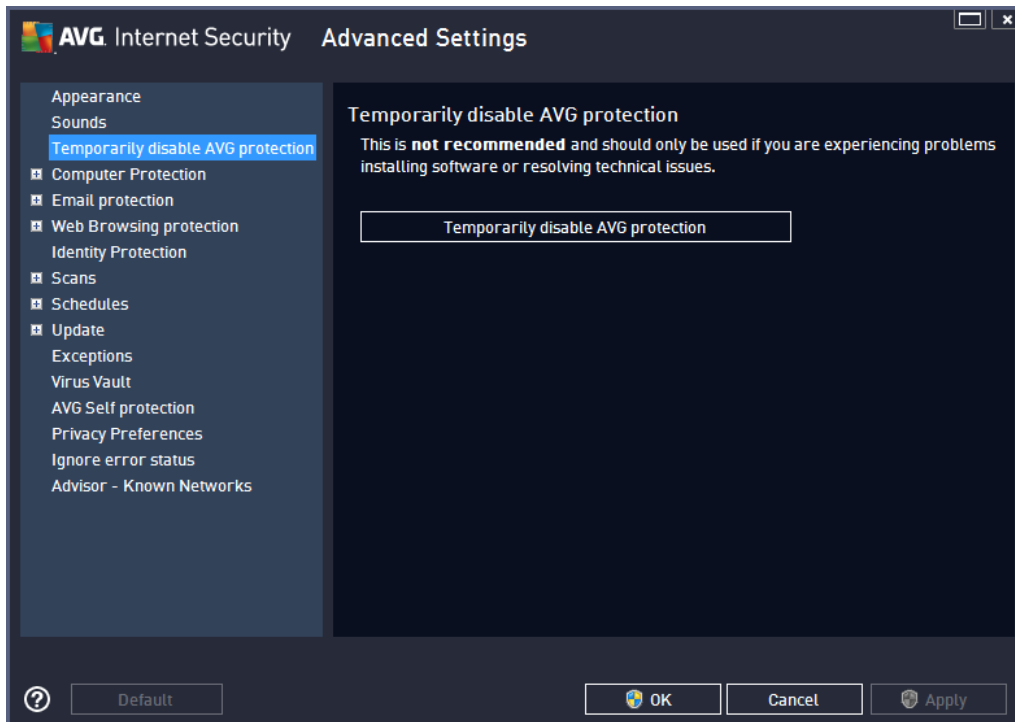 AVG. Internet Security Advanced Settings
Appearance
Sounds
Temporarily disable AVG protection
Computer Protection
Email protection
Web Browsing protection
Identity Protection
Scans
Schedules
Update
Exceptions
Virus Vault
AVG Self protection
Privacy Preferences
Ignore error status
Advisor - Known Networks
Temporarily disable AVG protection
This is not recommended and should only be used if you are experiencing problems
installing software or resolving technical issues.
Temporarily disable AVG protection
Default
OK
Cancel
Apply